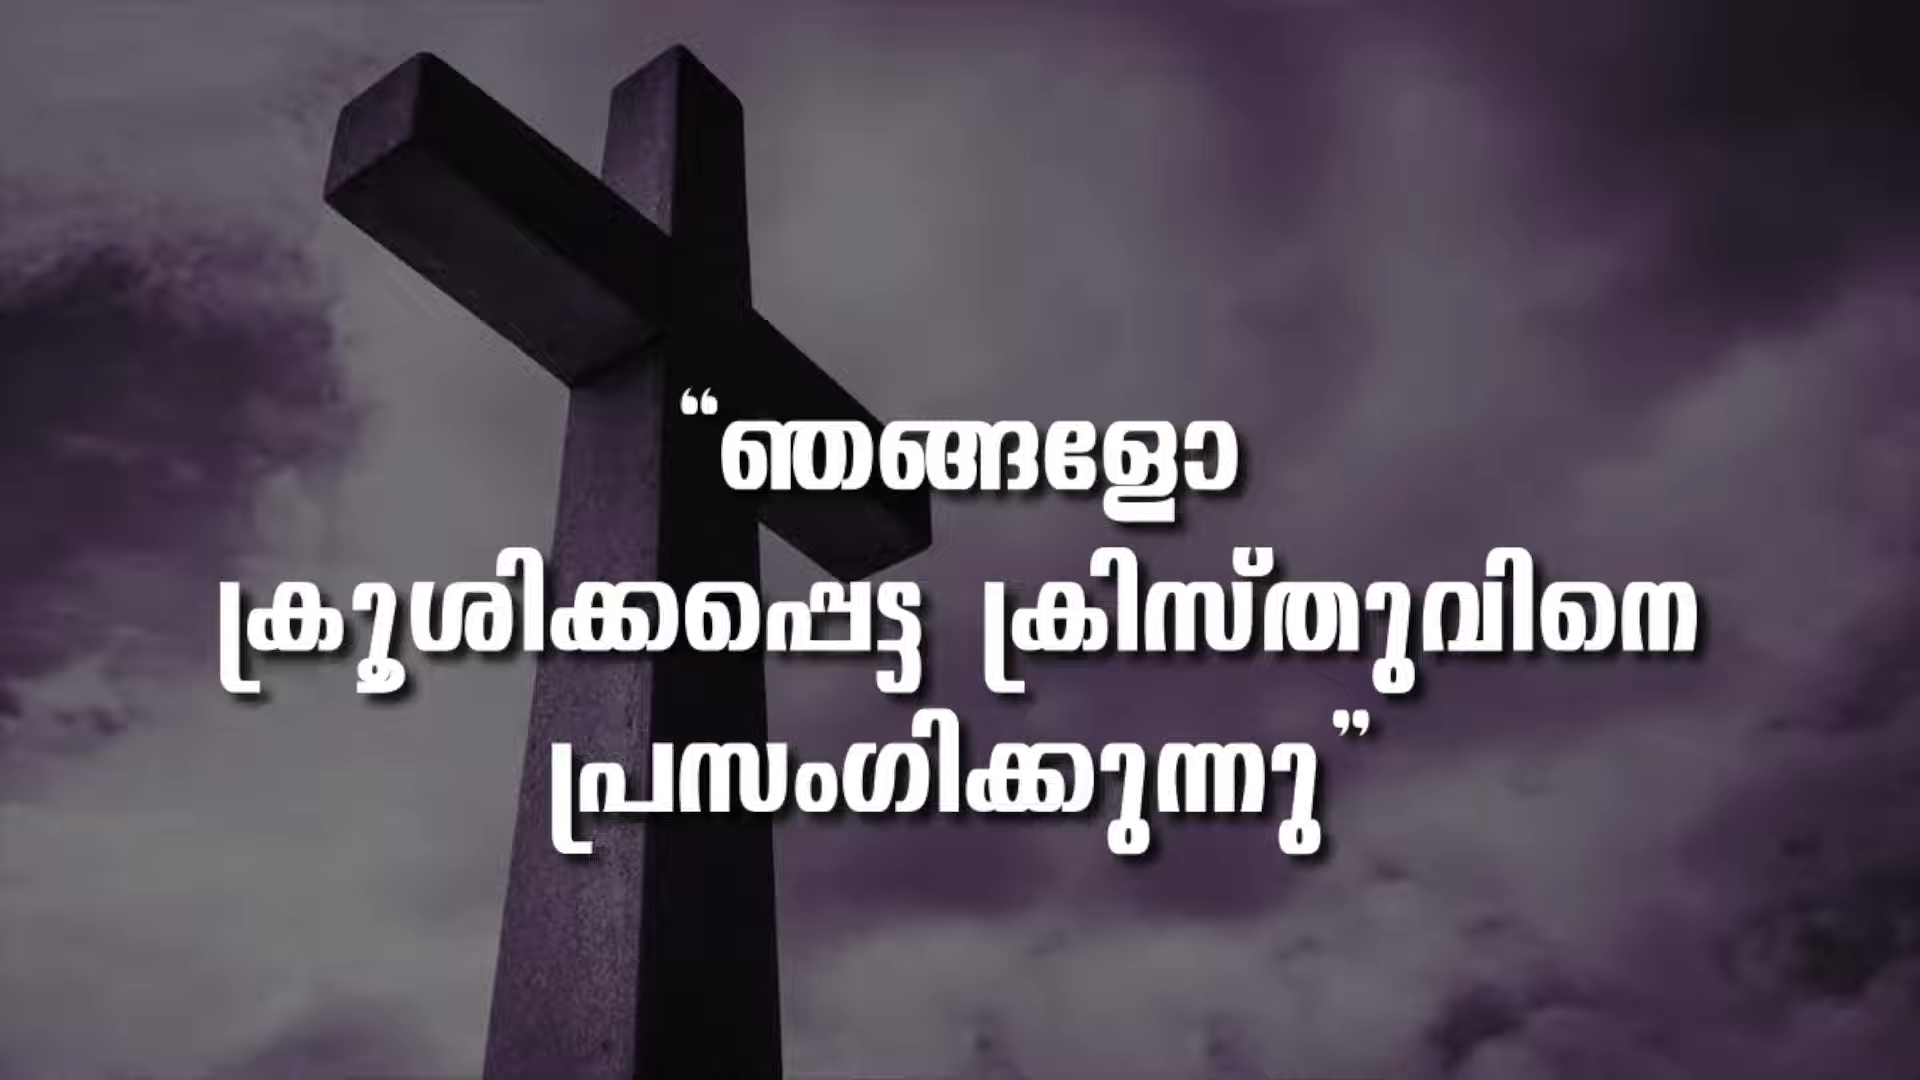 “ഞങ്ങളോ
ക്രൂശിക്കപ്പെട്ട ക്രിസ്തുവിനെ
പ്രസംഗിക്കുന്നു”